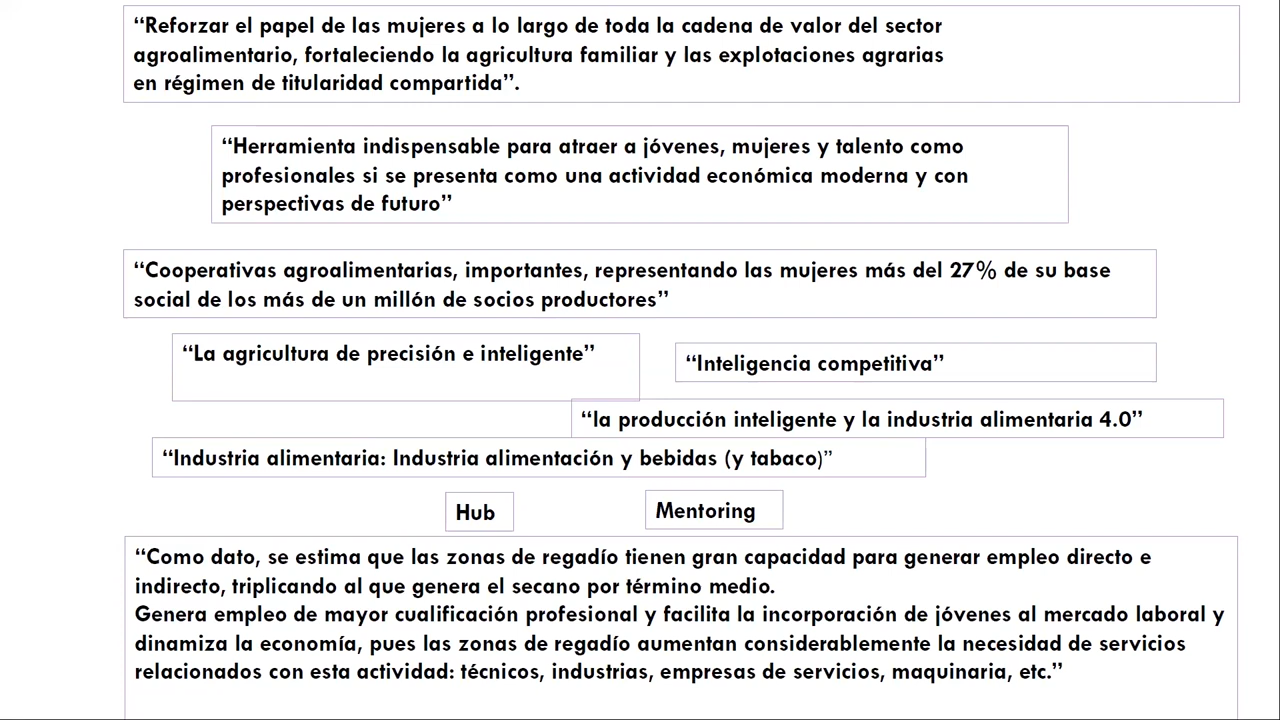 “Reforzar el papel de las mujeres a lo largo de toda la cadena de valor del sector
agroalimentario, fortaleciendo la agricultura familiar y las explotaciones agrarias
en régimen de titularidad compartida”.
“Herramienta indispensable para atraer a jóvenes, mujeres y talento como
profesionales si se presenta como una actividad económica moderna y con
perspectivas de futuro”
“Cooperativas agroalimentarias, importantes, representando las mujeres más del 27% de su base
social de los más de un millón de socios productores”
“La agricultura de precisión e inteligente”
“Inteligencia competitiva”
“la producción inteligente y la industria alimentaria 4.0”
“Industria alimentaria: Industria alimentación y bebidas (y tabaco)”
Hub
Mentoring
“Como dato, se estima que las zonas de regadío tienen gran capacidad para generar empleo directo e
indirecto, triplicando al que genera el secano por término medio.
Genera empleo de mayor cualificación profesional y facilita la incorporación de jóvenes al mercado laboral y
dinamiza la economía, pues las zonas de regadío aumentan considerablemente la necesidad de servicios
relacionados con esta actividad: técnicos, industrias, empresas de servicios, maquinaria, etc.”